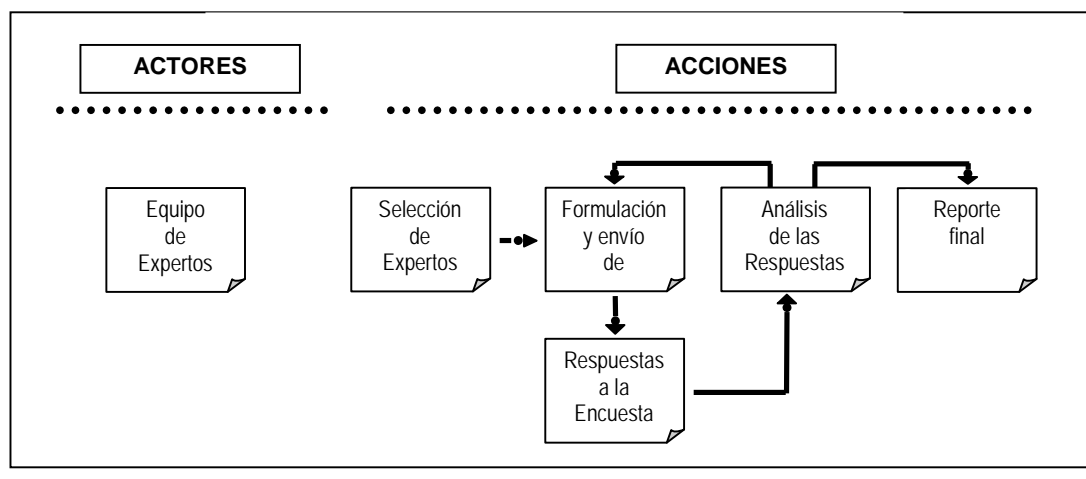 ACTORES
ACCIONES
Equipo
de
Expertos
Selección
de
Expertos
Formulación
y envío
de
Análisis
de las
Respuestas
Reporte
final
Respuestas
a la
Encuesta